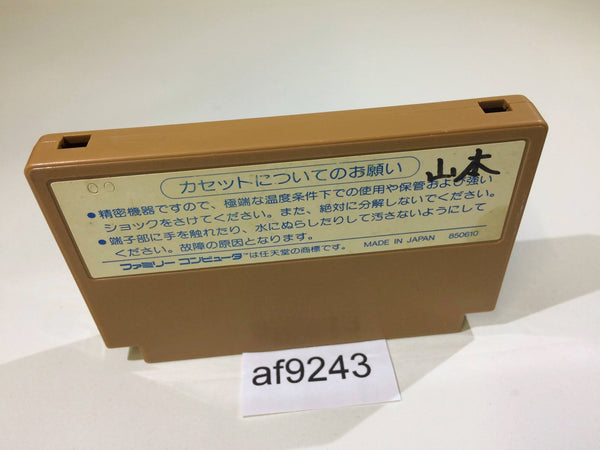 ○○
カセットについてのお願い
山本
●精密機器ですので、極端な温度条件下での使用や保管および強い
ショックをさけてください。また、絶対に分解しないでください。
●端子部に手を触れたり、水にぬらしたりして汚さないようにして
ください。故障の原因となります。
ファミリーコンピュータ™は任天堂の商標です。
MADE IN JAPAN 850610
af9243